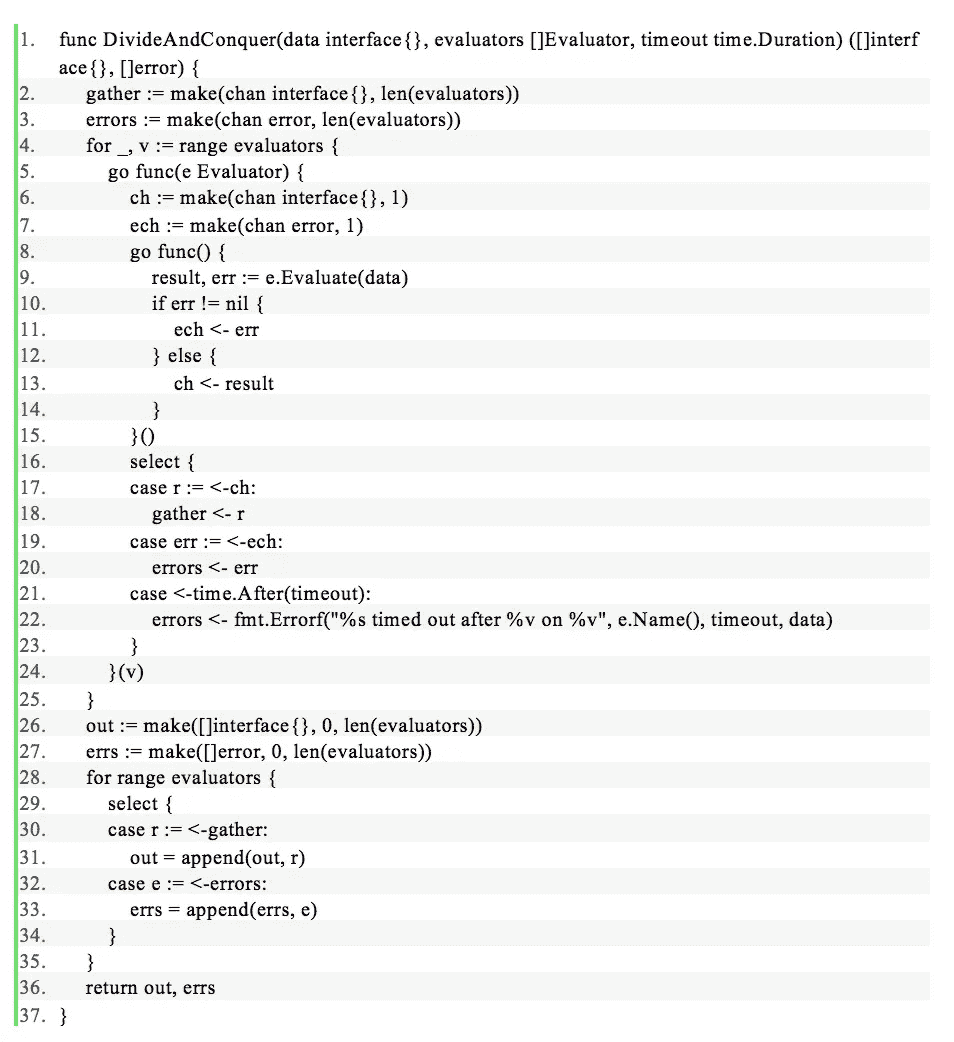 1. func DivideAndConquer(data interface{}, evaluators []Evaluator, timeout time.Duration) ([]interf
ace{}, []error) {
2. gather := make(chan interface{}, len(evaluators))
3. errors := make(chan error, len(evaluators))
4. for _, v := range evaluators {
5. go func(e Evaluator) {
6. ch := make(chan interface{}, 1)
7. ech := make(chan error, 1)
8. go func() {
9. result, err := e.Evaluate(data)
10. if err != nil {
11. ech <- err
12. } else {
13. ch <- result
14. }
15. }()
16. select {
17. case r := <-ch:
18. gather <- r
19. case err := <-ech:
20. errors <- err
21. case <-time.After(timeout):
22. errors <- fmt.Errorf("%s timed out after %v on %v", e.Name(), timeout, data)
23. }
24. }(v)
25. }
26. out := make([]interface{}, 0, len(evaluators))
27. errs := make([]error, 0, len(evaluators))
28. for range evaluators {
29. select {
30. case r := <-gather:
31. out = append(out, r)
32. case e := <-errors:
33. errs = append(errs, e)
34. }
35. }
36. return out, errs
37. }